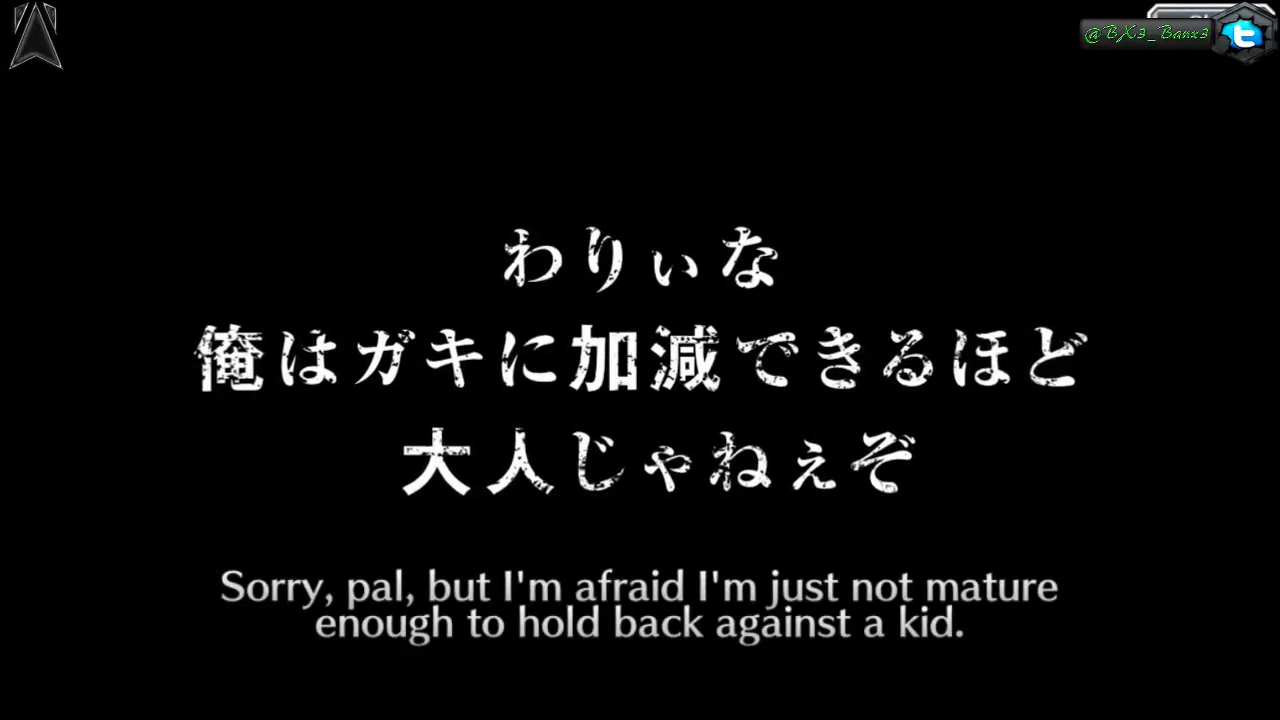 @BX3_Banx3
わりぃな
俺はガキに加減できるほど
大人じゃねぇぞ
Sorry, pal, but I'm afraid I'm just not mature
enough to hold back against a kid.